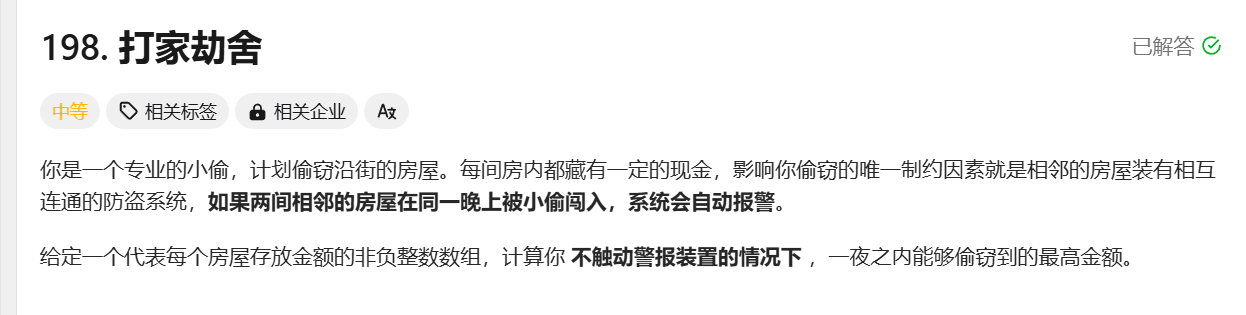 198. 打家劫舍
已解答
中等
相关标签
相关企业
A文
你是一个专业的小偷，计划偷窃沿街的房屋。每间房内都藏有一定的现金，影响你偷窃的唯一制约因素就是相邻的房屋装有相互
连通的防盗系统，如果两间相邻的房屋在同一晚上被小偷闯入，系统会自动报警。
给定一个代表每个房屋存放金额的非负整数数组，计算你 不触动警报装置的情况下 ，一夜之内能够偷窃到的最高金额。